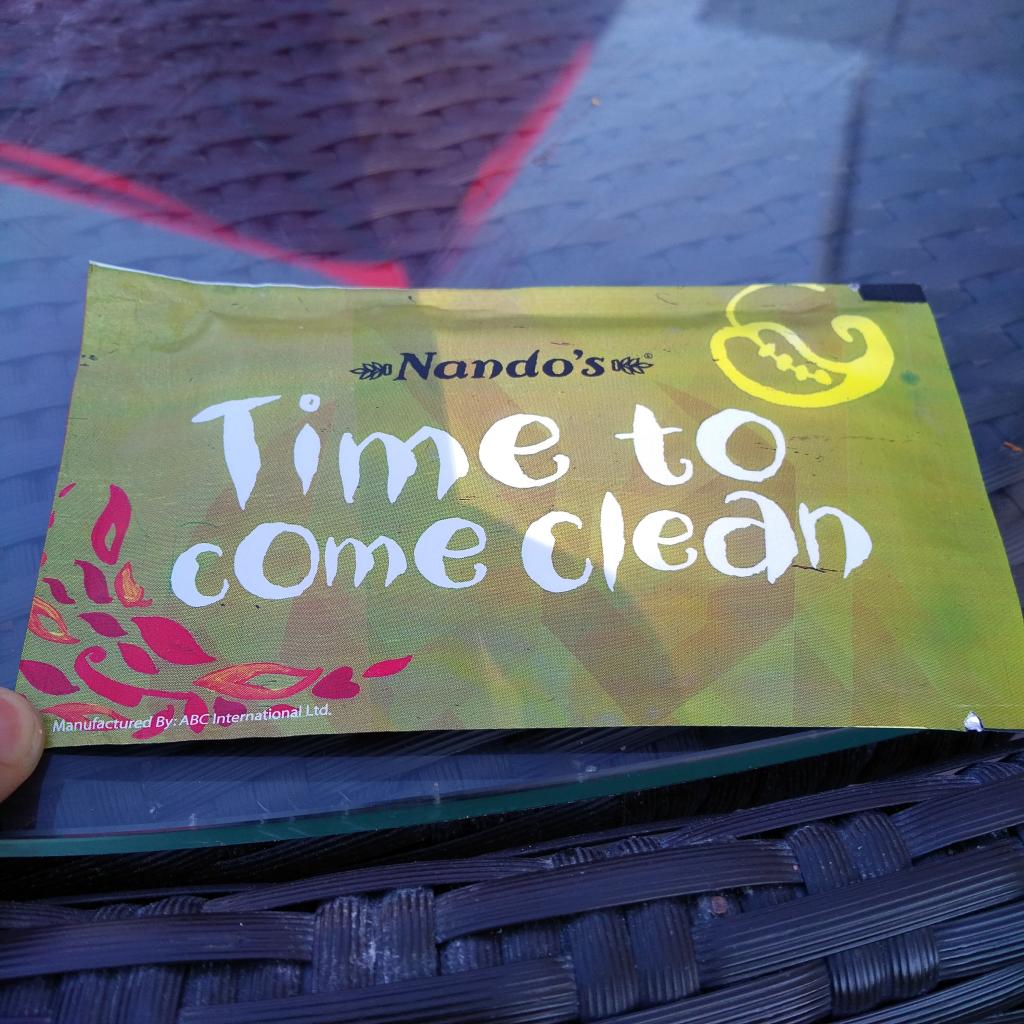 Nando's®
Time to
come clean
Manufactured By: ABC International Ltd.